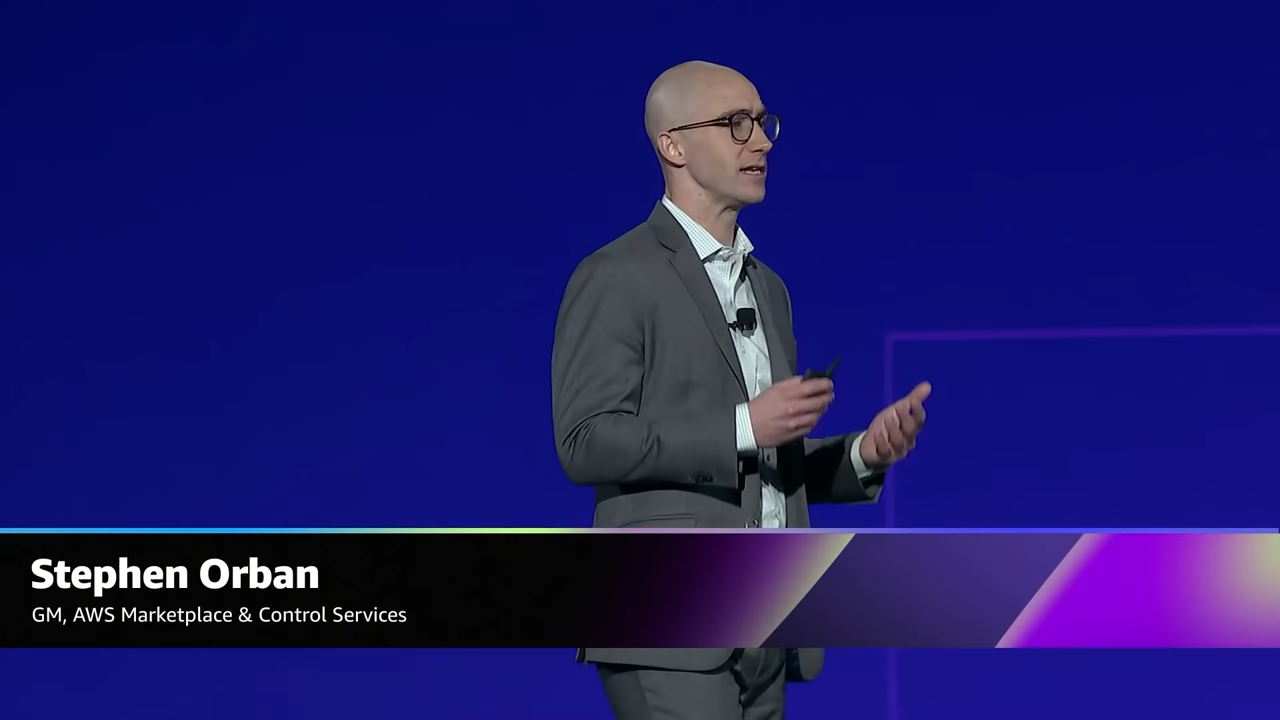 Stephen Orban
GM, AWS Marketplace & Control Services